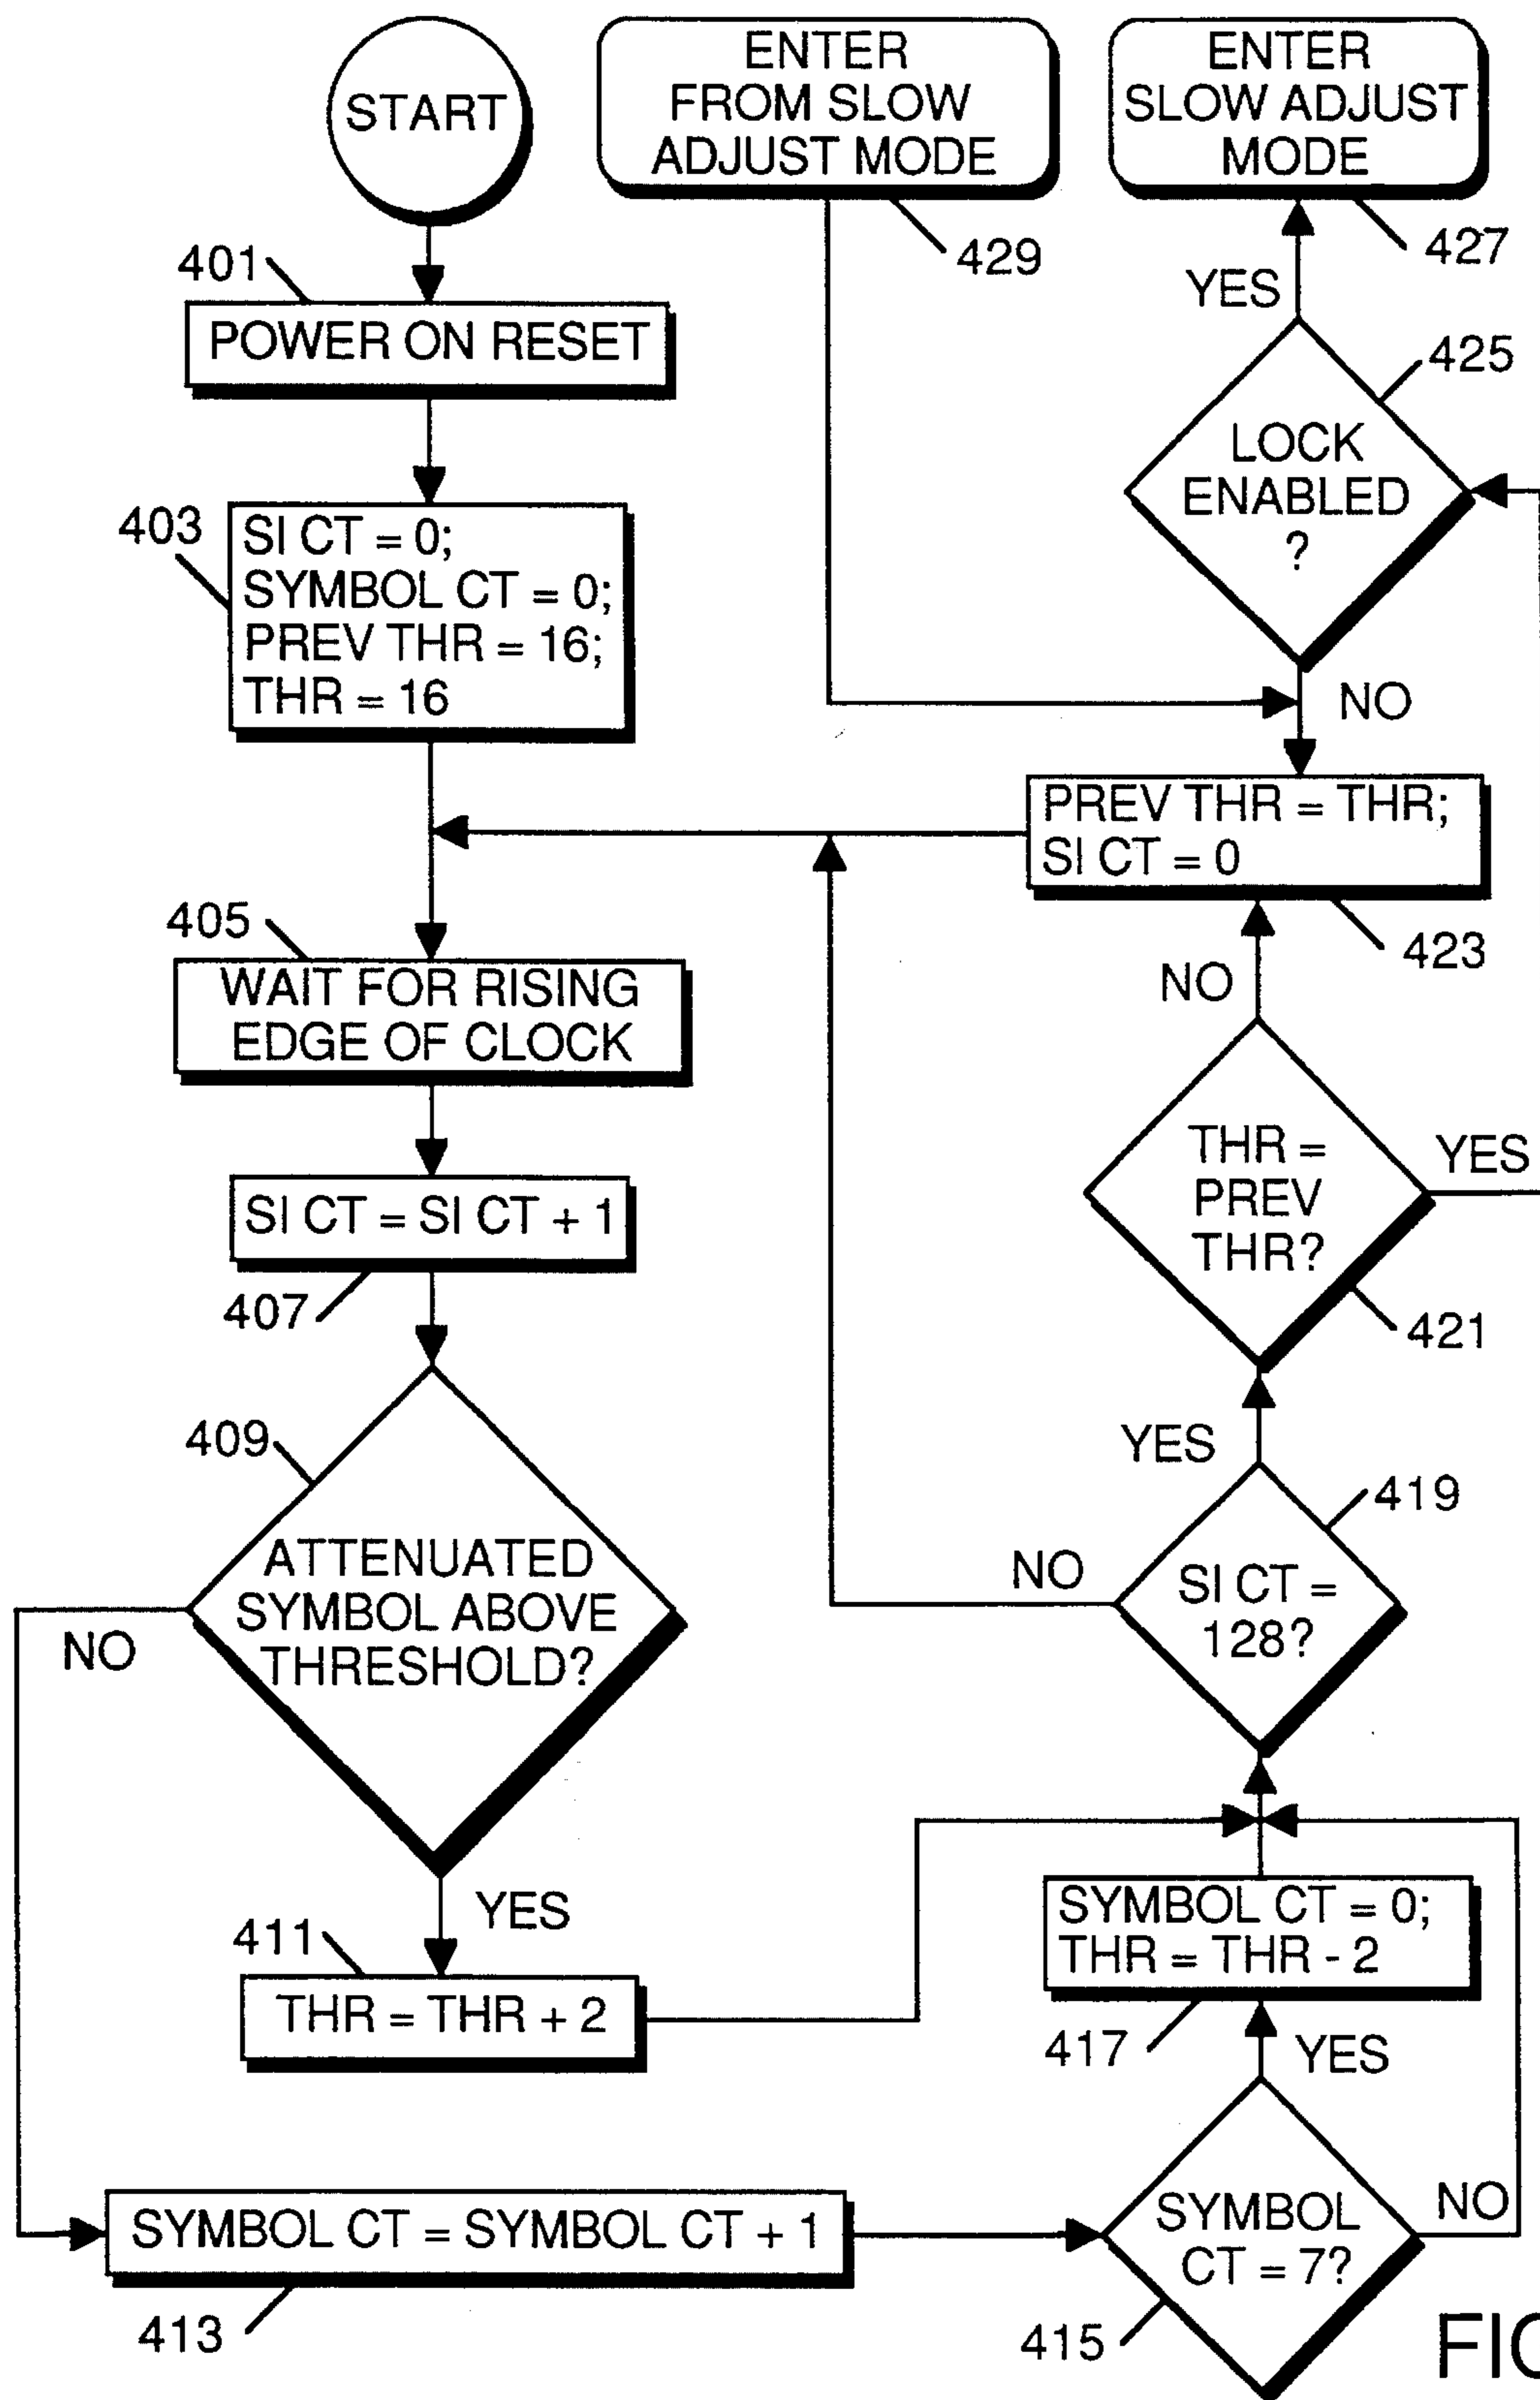 START
ENTER
FROM SLOW
ADJUST MODE
429
ENTER
SLOW ADJUST
MODE
427
401
POWER ON RESET
YES
425
LOCK
ENABLED
?
NO
403
SI CT = 0;
SYMBOL CT = 0;
PREV THR = 16;
THR = 16
PREV THR = THR;
SI CT = 0
423
405
WAIT FOR RISING
EDGE OF CLOCK
NO
THR =
PREV
THR?
YES
421
SI CT = SI CT + 1
407
409
ATTENUATED
SYMBOL ABOVE
THRESHOLD?
NO
YES
YES
419
NO
SI CT =
128?
411
THR = THR + 2
SYMBOL CT = 0;
THR = THR - 2
417
YES
SYMBOL CT = SYMBOL CT + 1
413
SYMBOL
CT = 7?
NO
415